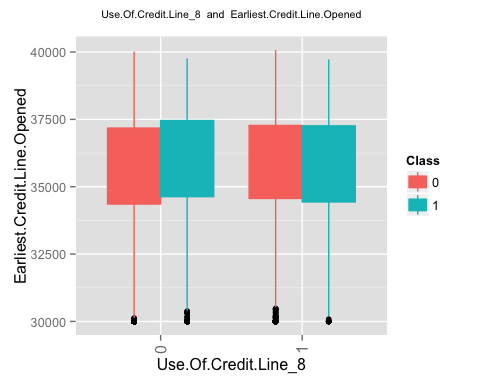 Use.Of.Credit.Line_8 and Earliest.Credit.Line.Opened
Earliest.Credit.Line.Opened
40000
37500
35000
32500
30000
0
1
Use.Of.Credit.Line_8
Class
0
1